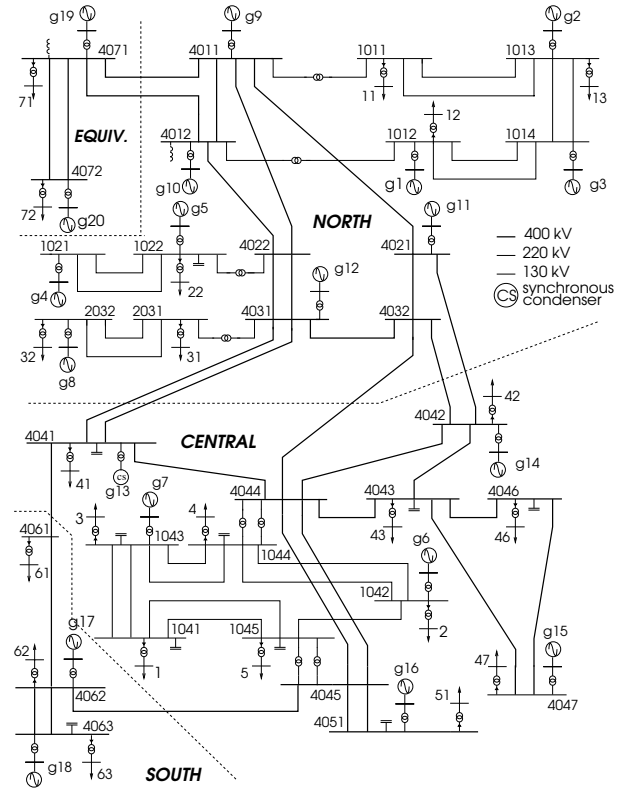 g19 g9 g2
4071 4011 1011 1013
71 11 12 13
EQUIV. 4012 1012 1014
4072 g10 g1 g3
72 g20 g5 NORTH g11
1021 1022 4022 g12 4021
400 kV
220 kV
130 kV
CS synchronous
condenser
g4 22
2032 2031 4031 4032
32 g8 31
42
4042
CENTRAL
4041 g14
41 CS g13 g7 4044 4043 4046
3 4 43 46
4061 1043 1044 g6
61 1042
g17 1041 1045 2
62 1 5 g16 47 g15
4062 4045 51
4063 4051 4047
g18 63 SOUTH